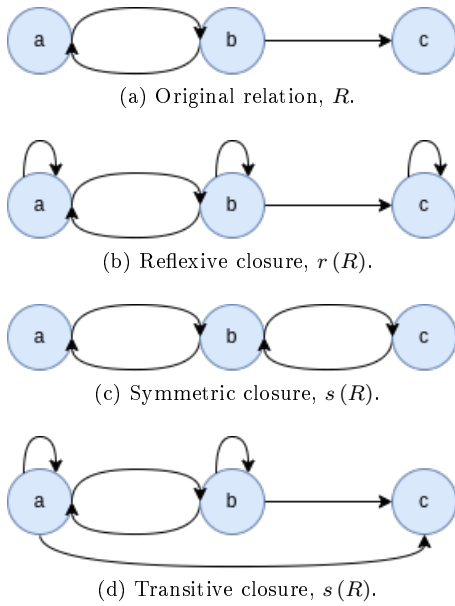 a b c
(a) Original relation, R.
a b c
(b) Reflexive closure, r (R).
a b c
(c) Symmetric closure, s (R).
a b c
(d) Transitive closure, s (R).